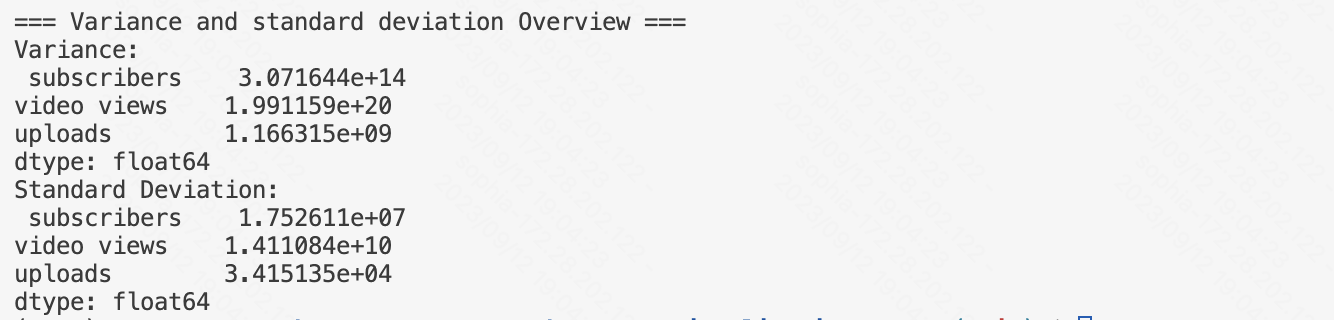 === Variance and standard deviation Overview ===
Variance:
 subscribers    3.071644e+14
video views    1.991159e+20
uploads        1.166315e+09
dtype: float64
Standard Deviation:
 subscribers    1.752611e+07
video views    1.411084e+10
uploads        3.415135e+04
dtype: float64